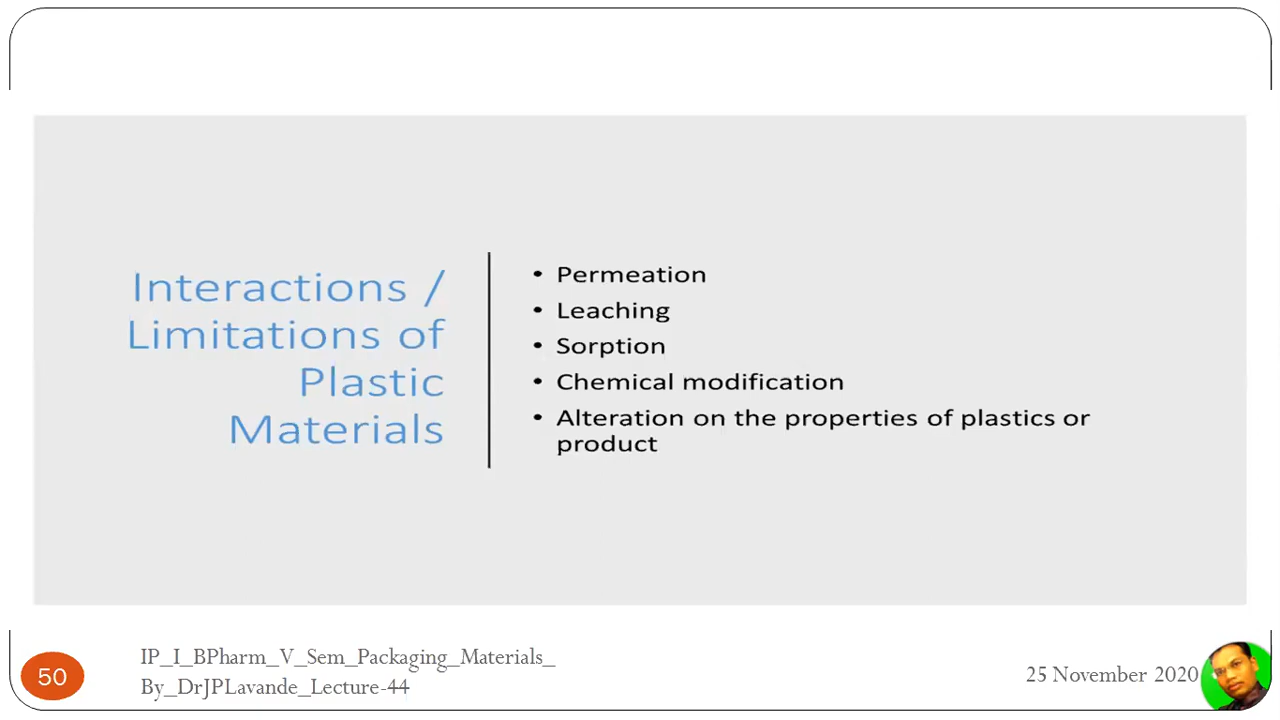 Interactions /
Limitations of
Plastic
Materials
• Permeation
• Leaching
• Sorption
• Chemical modification
• Alteration on the properties of plastics or
product
50
IP_I_BPharm_V_Sem_Packaging_Materials_
By_DrJPLavande_Lecture-44
25 November 2020